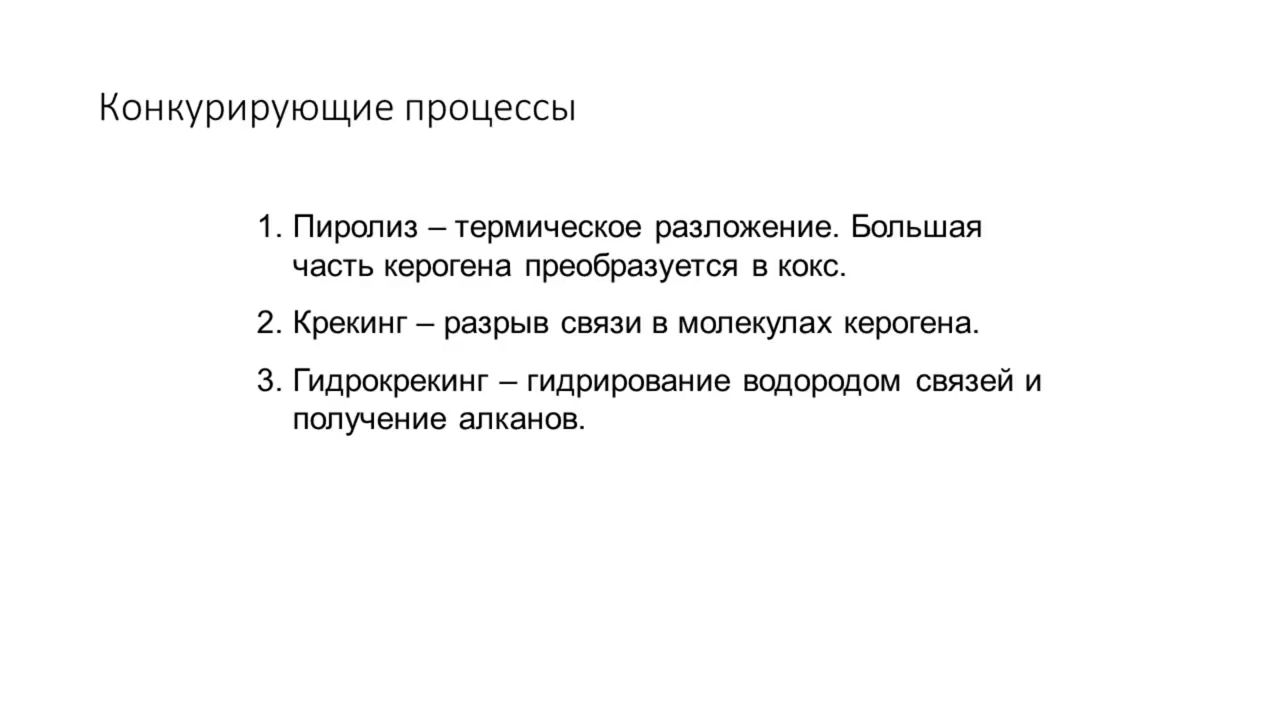 Конкурирующие процессы
1. Пиролиз – термическое разложение. Большая
часть керогена преобразуется в кокс.
2. Крекинг – разрыв связи в молекулах керогена.
3. Гидрокрекинг – гидрирование водородом связей и
получение алканов.